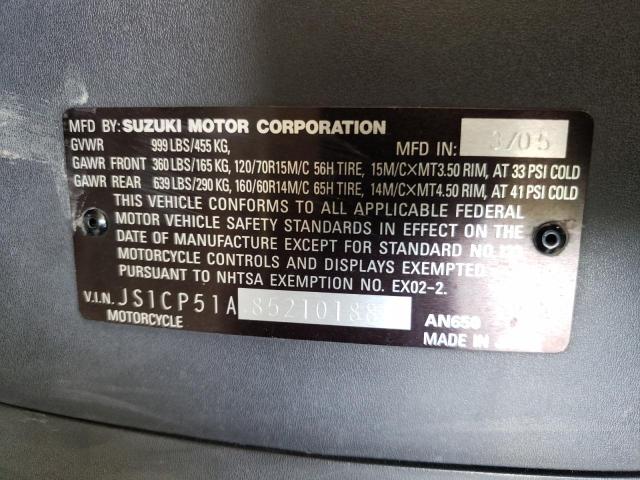 MFD BY: SUZUKI MOTOR CORPORATION
GVWR 999 LBS/455 KG, MFD IN: 3/05
GAWR FRONT 360 LBS/165 KG, 120/70R15M/C 56H TIRE, 15M/C×MT3.50 RIM, AT 33 PSI COLD
GAWR REAR 639 LBS/290 KG, 160/60R14M/C 65H TIRE, 14M/C×MT4.50 RIM, AT 41 PSI COLD
THIS VEHICLE CONFORMS TO ALL APPLICABLE FEDERAL
MOTOR VEHICLE SAFETY STANDARDS IN EFFECT ON THE
DATE OF MANUFACTURE EXCEPT FOR STANDARD NO.
MOTORCYCLE CONTROLS AND DISPLAYS EXEMPTED
PURSUANT TO NHTSA EXEMPTION NO. EX02-2.
V.I.N. JS1CP51A 85210188
MOTORCYCLE AN650
MADE IN